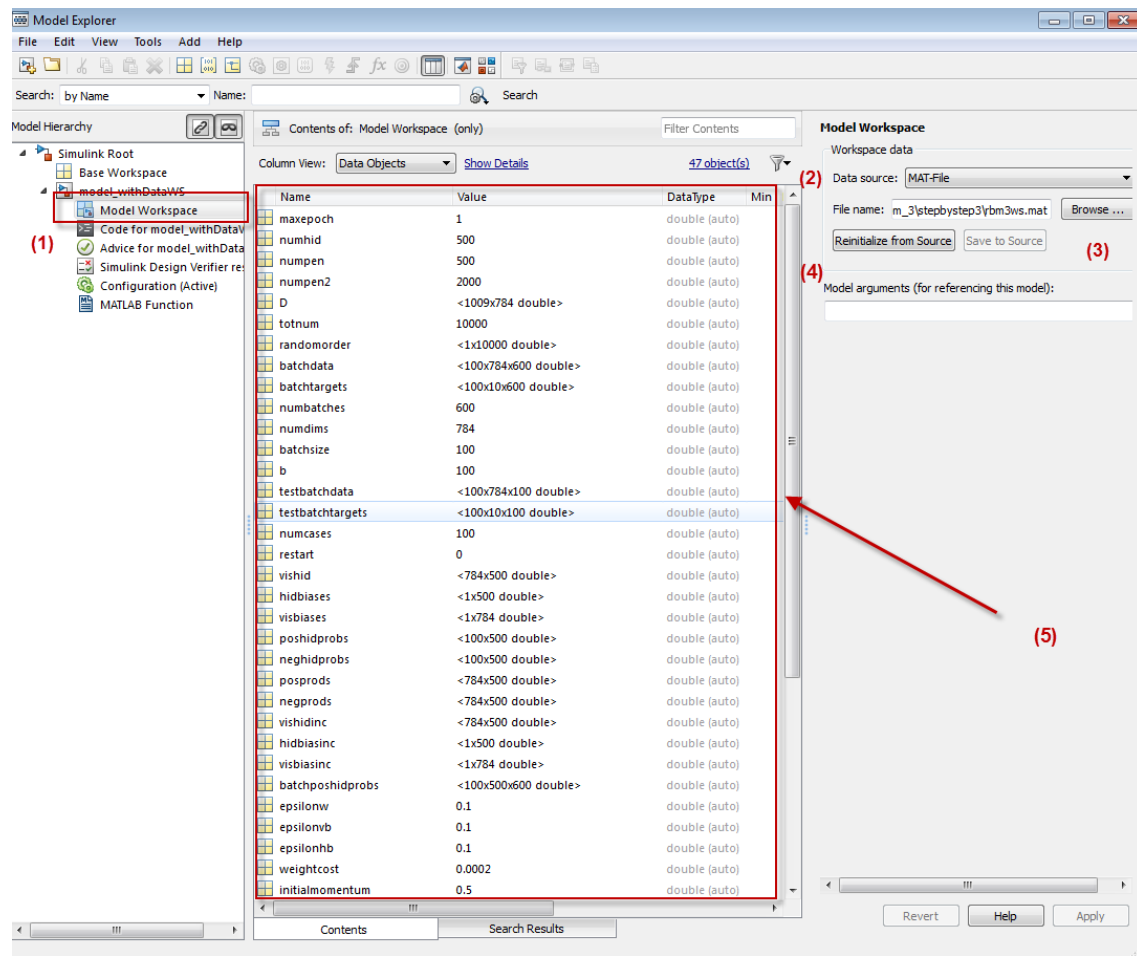 Model Explorer
File Edit View Tools Add Help
Search: by Name Name: Search
Model Hierarchy
Simulink Root
Base Workspace
model_withDataWS
Model Workspace
Code for model_withDataW
(1)
Advice for model_withData
Simulink Design Verifier re
Configuration (Active)
MATLAB Function
Contents of: Model Workspace (only) Filter Contents
Column View: Data Objects Show Details 47 object(s)
Name Value DataType Min
maxepoch 1 double (auto)
numhid 500 double (auto)
numpen 500 double (auto)
numpen2 2000 double (auto)
D <1009x784 double> double (auto)
totnum 10000 double (auto)
randomorder <1x10000 double> double (auto)
batchdata <100x784x600 double> double (auto)
batchtargets <100x10x600 double> double (auto)
numbatches 600 double (auto)
numdims 784 double (auto)
batchsize 100 double (auto)
b 100 double (auto)
testbatchdata <100x784x100 double> double (auto)
testbatchtargets <100x10x100 double> double (auto)
numcases 100 double (auto)
restart 0 double (auto)
vishid <784x500 double> double (auto)
hidbiases <1x500 double> double (auto)
visbiases <1x784 double> double (auto)
poshidprobs <100x500 double> double (auto)
neghidprobs <100x500 double> double (auto)
posprods <784x500 double> double (auto)
negprods <784x500 double> double (auto)
vishidinc <784x500 double> double (auto)
hidbiasinc <1x500 double> double (auto)
visbiasinc <1x784 double> double (auto)
batchposhidprobs <100x500x600 double> double (auto)
epsilonw 0.1 double (auto)
epsilonvb 0.1 double (auto)
epsilonhb 0.1 double (auto)
weightcost 0.0002 double (auto)
initialmomentum 0.5 double (auto)
Contents Search Results
Model Workspace
Workspace data
(2) Data source: MAT-File
File name: m_3\stepbystep3\rbm3ws.mat Browse ...
Reinitialize from Source Save to Source
(3)
(4)
Model arguments (for referencing this model):
(5)
Revert Help Apply